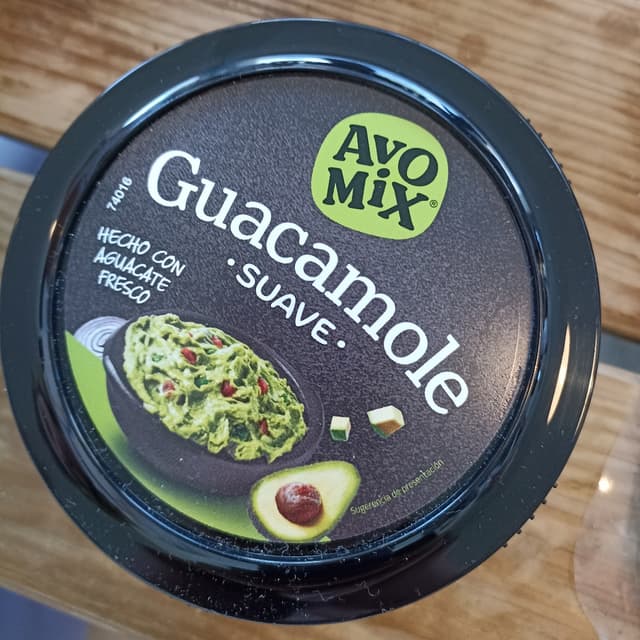 AVO
MiX®
Guacamole
· SUAVE ·
74018
HECHO CON
AGUACATE
FRESCO
Sugerencia de presentación